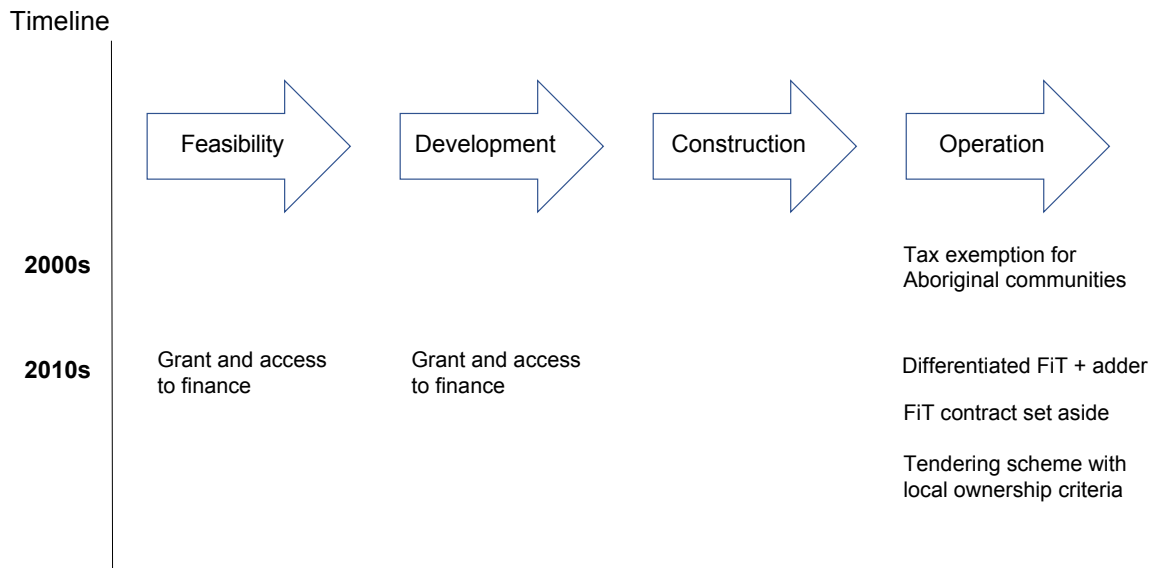 Timeline
Feasibility
Development
Construction
Operation
2000s
Tax exemption for
Aboriginal communities
2010s
Grant and access
to finance
Grant and access
to finance
Differentiated FiT + adder
FiT contract set aside
Tendering scheme with
local ownership criteria